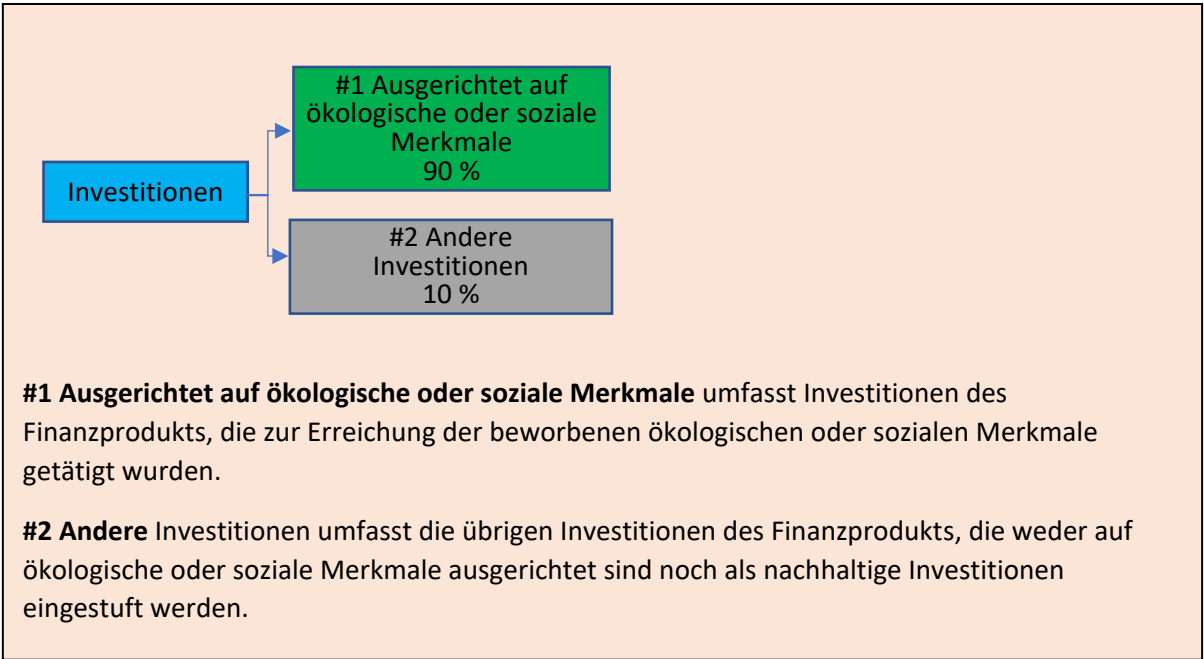 #1 Ausgerichtet auf
ökologische oder soziale
Merkmale
90 %
Investitionen
#2 Andere
Investitionen
10 %
#1 Ausgerichtet auf ökologische oder soziale Merkmale umfasst Investitionen des
Finanzprodukts, die zur Erreichung der beworbenen ökologischen oder sozialen Merkmale
getätigt wurden.
#2 Andere Investitionen umfasst die übrigen Investitionen des Finanzprodukts, die weder auf
ökologische oder soziale Merkmale ausgerichtet sind noch als nachhaltige Investitionen
eingestuft werden.